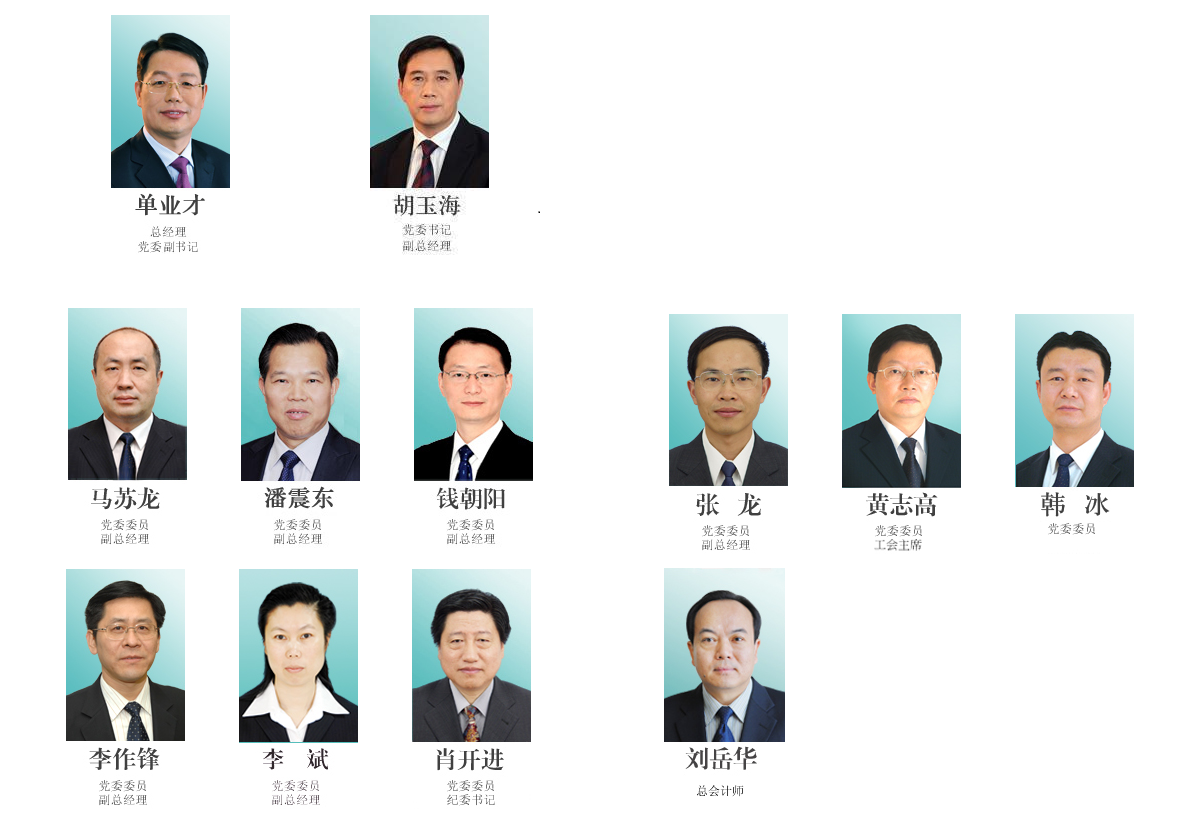 单业才
总经理
党委副书记
胡玉海
党委书记
副总经理
马苏龙
党委委员
副总经理
潘震东
党委委员
副总经理
钱朝阳
党委委员
副总经理
张 龙
党委委员
副总经理
黄志高
党委委员
工会主席
韩 冰
党委委员
李作锋
党委委员
副总经理
李 斌
党委委员
副总经理
肖开进
党委委员
纪委书记
刘岳华
总会计师